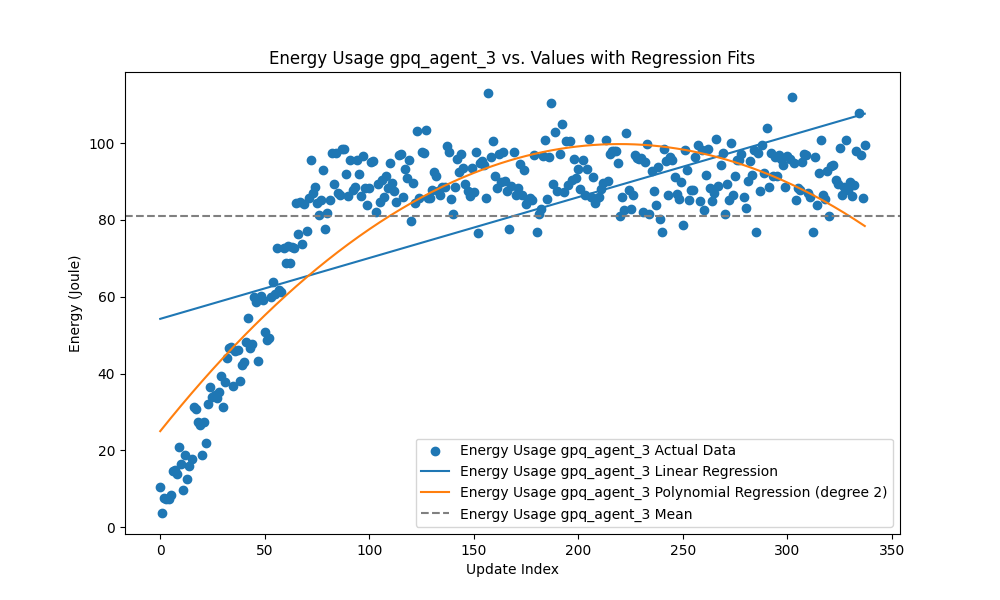 Energy Usage gpq_agent_3 vs. Values with Regression Fits
100
80
60
40
20
0
Energy (Joule)
Energy Usage gpq_agent_3 Actual Data
Energy Usage gpq_agent_3 Linear Regression
Energy Usage gpq_agent_3 Polynomial Regression (degree 2)
Energy Usage gpq_agent_3 Mean
0 50 100 150 200 250 300 350
Update Index